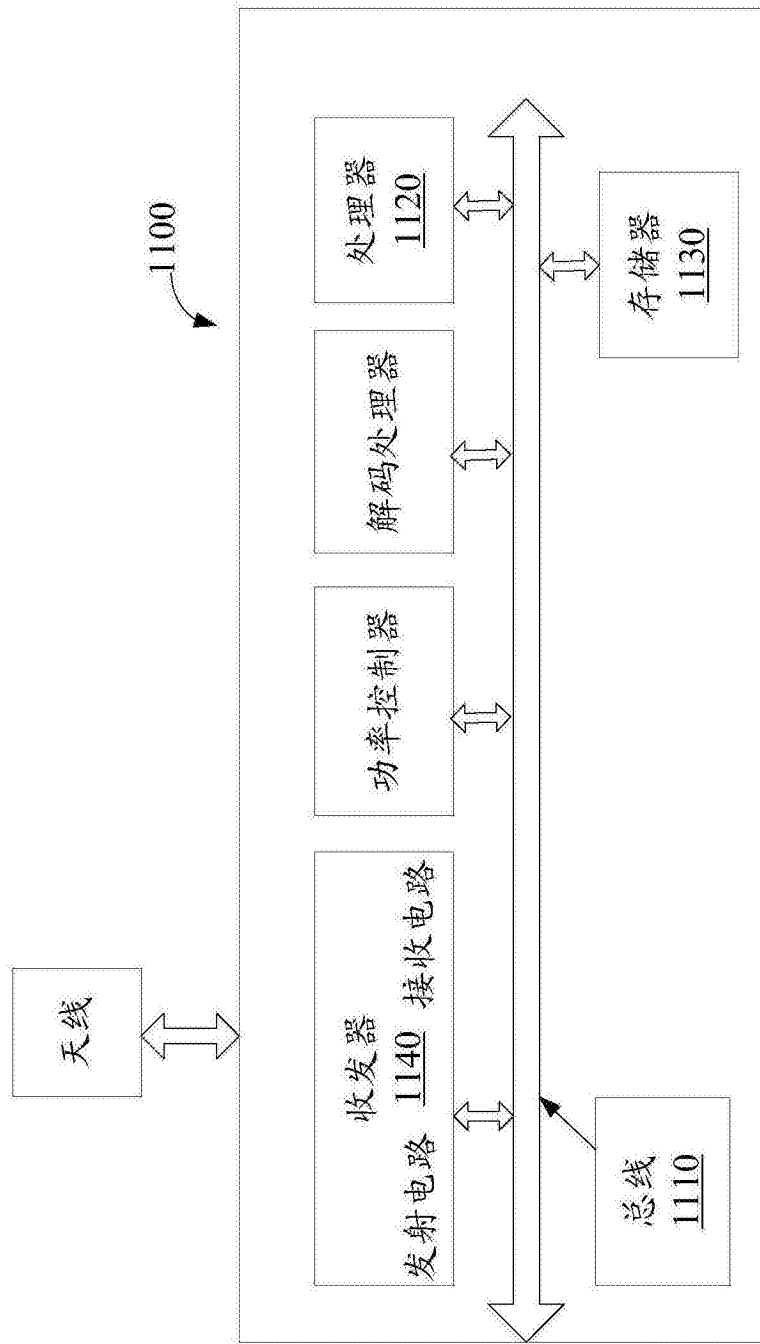 1100
天线
收发器
1140
发射电路
接收电路
功率控制器
解码处理器
处理器
1120
总线
1110
存储器
1130